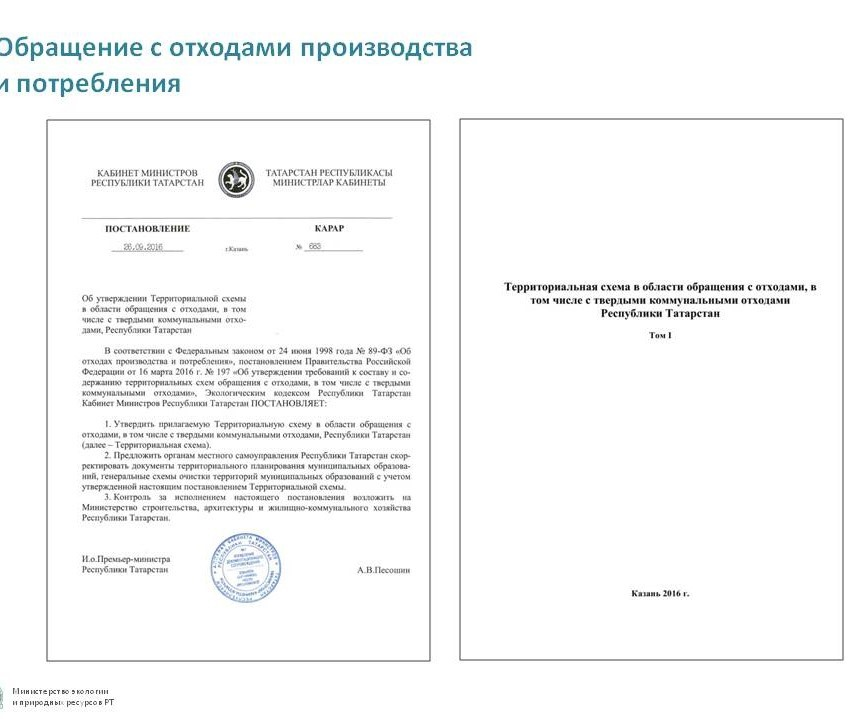 Обращение с отходами производства
и потребления
КАБИНЕТ МИНИСТРОВ
РЕСПУБЛИКИ ТАТАРСТАН
ТАТАРСТАН РЕСПУБЛИКАСЫ
МИНИСТРЛАР КАБИНЕТЫ
ПОСТАНОВЛЕНИЕ
КАРАР
26.09.2016
г.Казань
№ 683
Об утверждении Территориальной схемы
в области обращения с отходами, в том
числе с твердыми коммунальными отхо-
дами, Республики Татарстан
В соответствии с Федеральным законом от 24 июня 1998 года № 89-ФЗ «Об
отходах производства и потребления», постановлением Правительства Российской
Федерации от 16 марта 2016 г. № 197 «Об утверждении требований к составу и со-
держанию территориальных схем обращения с отходами, в том числе с твердыми
коммунальными отходами», Экологическим кодексом Республики Татарстан
Кабинет Министров Республики Татарстан ПОСТАНОВЛЯЕТ:
1. Утвердить прилагаемую Территориальную схему в области обращения с
отходами, в том числе с твердыми коммунальными отходами, Республики Татарстан
(далее – Территориальная схема).
2. Предложить органам местного самоуправления Республики Татарстан скор-
ректировать документы территориального планирования муниципальных образова-
ний, генеральные схемы очистки территорий муниципальных образований с учетом
утвержденной настоящим постановлением Территориальной схемы.
3. Контроль за исполнением настоящего постановления возложить на
Министерство строительства, архитектуры и жилищно-коммунального хозяйства
Республики Татарстан.
И.о.Премьер-министра
Республики Татарстан
А.В.Песошин
Территориальная схема в области обращения с отходами, в
том числе с твердыми коммунальными отходами
Республики Татарстан
Том I
Казань 2016 г.
Министерство экологии
и природных ресурсов РТ